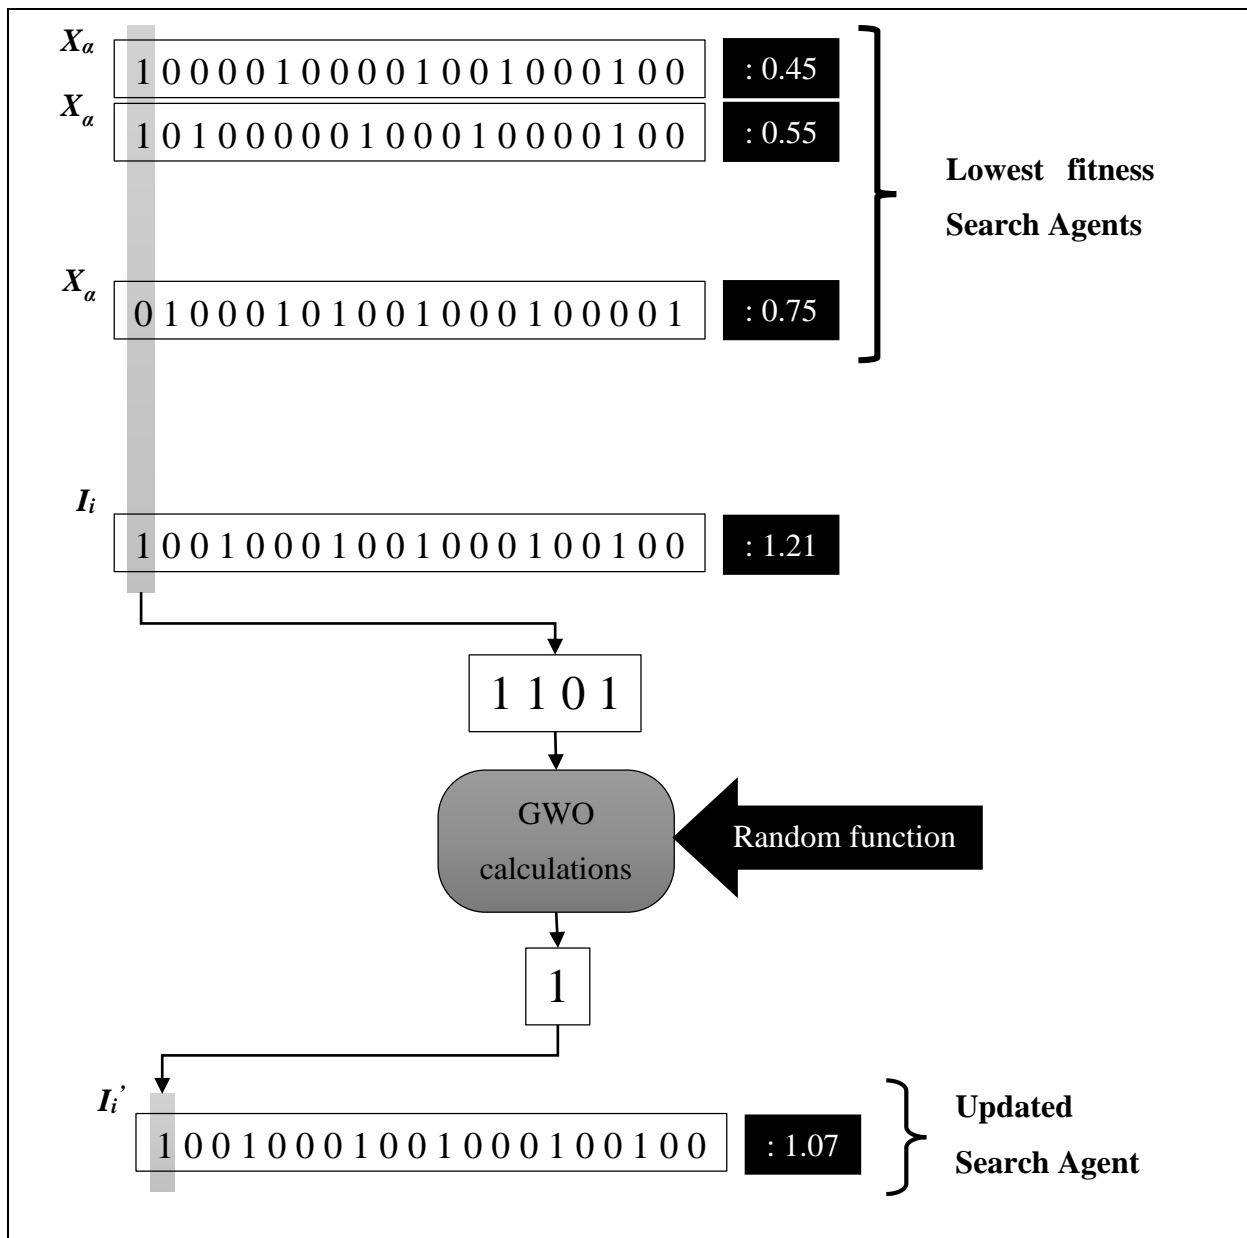 Xα
1 0 0 0 0 1 0 0 0 0 1 0 0 1 0 0 0 1 0 0 : 0.45
Xα
1 0 1 0 0 0 0 0 1 0 0 0 1 0 0 0 0 1 0 0 : 0.55
Lowest fitness
Search Agents
Xα
0 1 0 0 0 1 0 1 0 0 1 0 0 0 1 0 0 0 0 1 : 0.75
Ii
1 0 0 1 0 0 0 1 0 0 1 0 0 0 1 0 0 1 0 0 : 1.21
1 1 0 1
GWO
calculations
Random function
1
Ii’
1 0 0 1 0 0 0 1 0 0 1 0 0 0 1 0 0 1 0 0 : 1.07
Updated
Search Agent